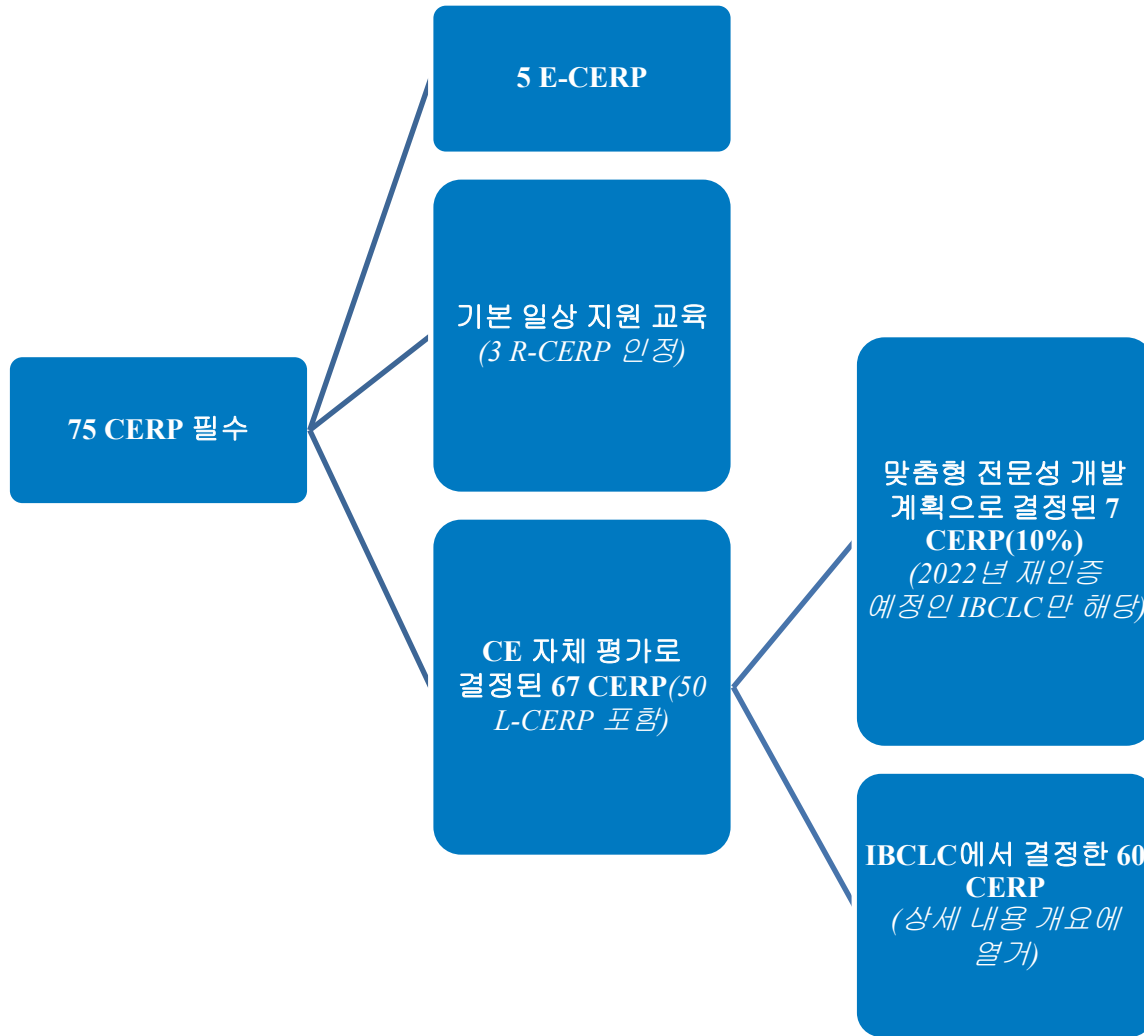 5 E-CERP
기본 일상 지원 교육
(3 R-CERP 인정)
75 CERP 필수
CE 자체 평가로
결정된 67 CERP(50
L-CERP 포함)
맞춤형 전문성 개발
계획으로 결정된 7
CERP(10%)
(2022년 재인증
예정인 IBCLC만 해당)
IBCLC에서 결정한 60
CERP
(상세 내용 개요에
열거)